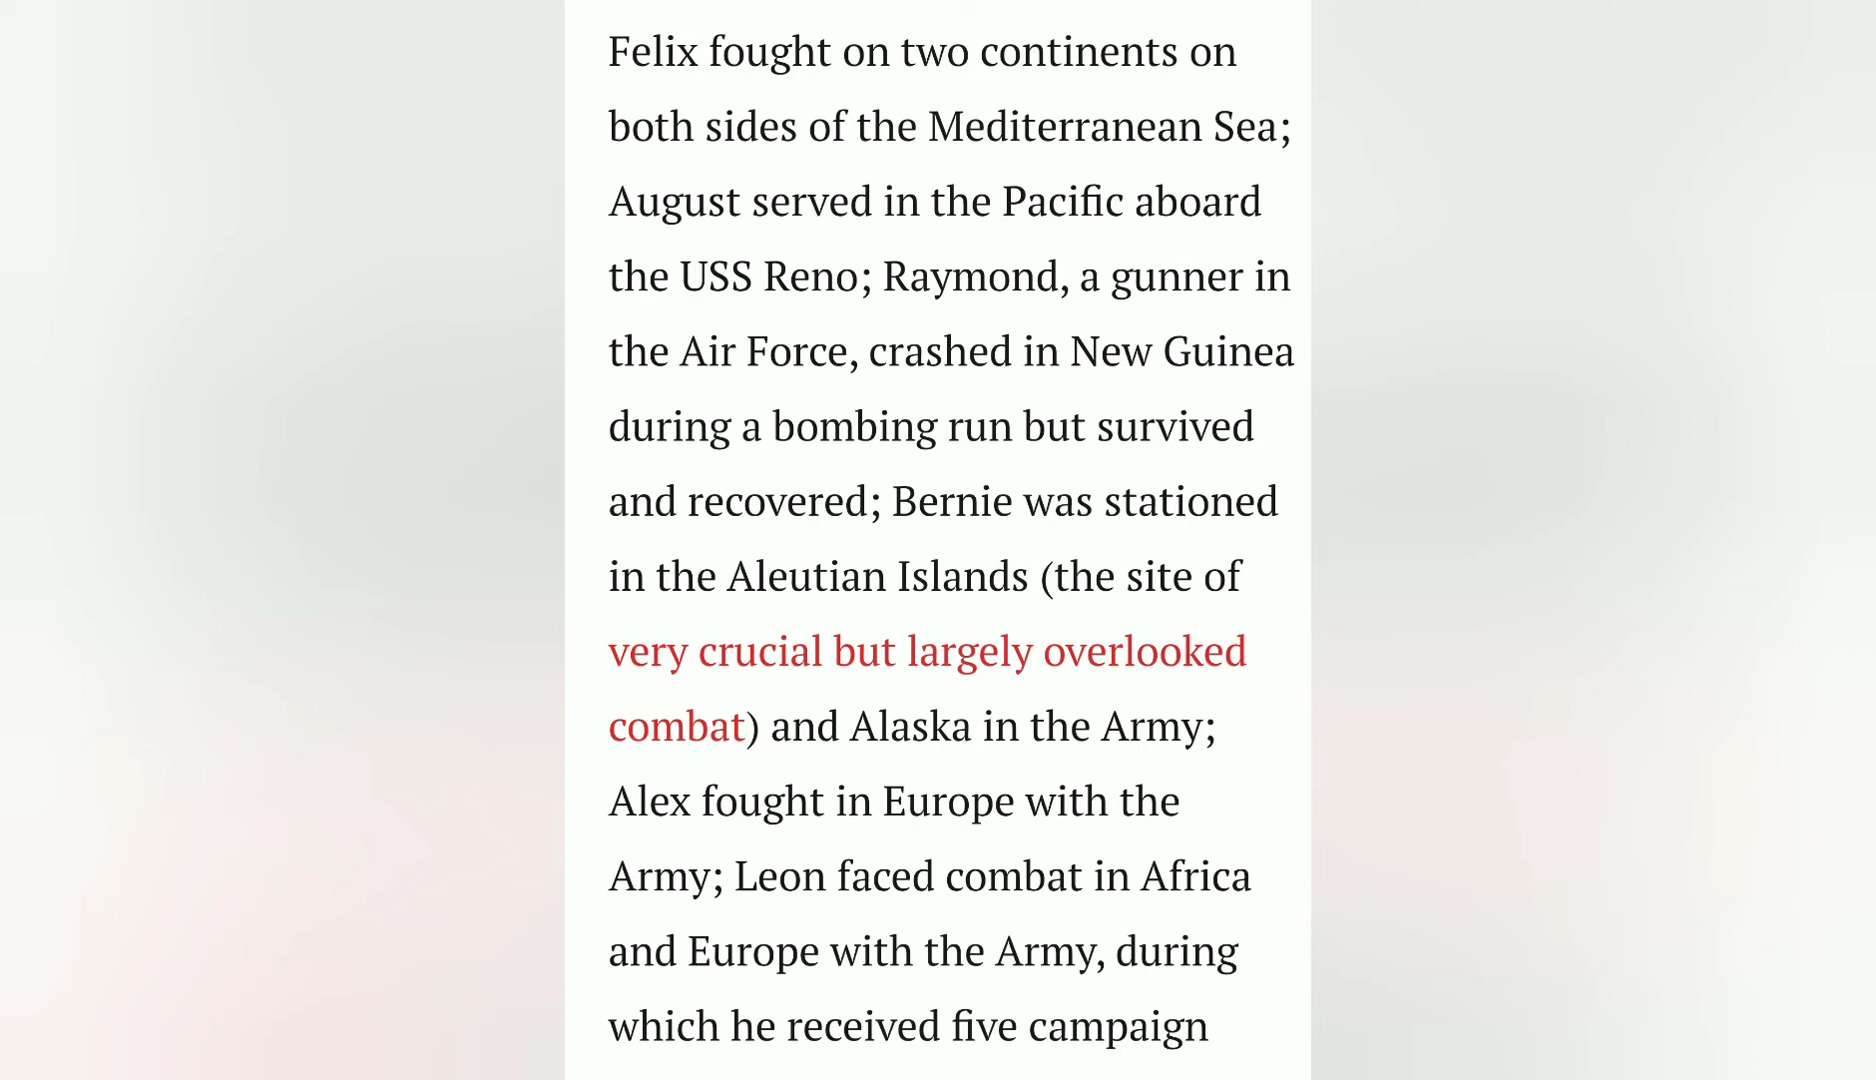 Felix fought on two continents on
both sides of the Mediterranean Sea;
August served in the Pacific aboard
the USS Reno; Raymond, a gunner in
the Air Force, crashed in New Guinea
during a bombing run but survived
and recovered; Bernie was stationed
in the Aleutian Islands (the site of
very crucial but largely overlooked
combat) and Alaska in the Army;
Alex fought in Europe with the
Army; Leon faced combat in Africa
and Europe with the Army, during
which he received five campaign